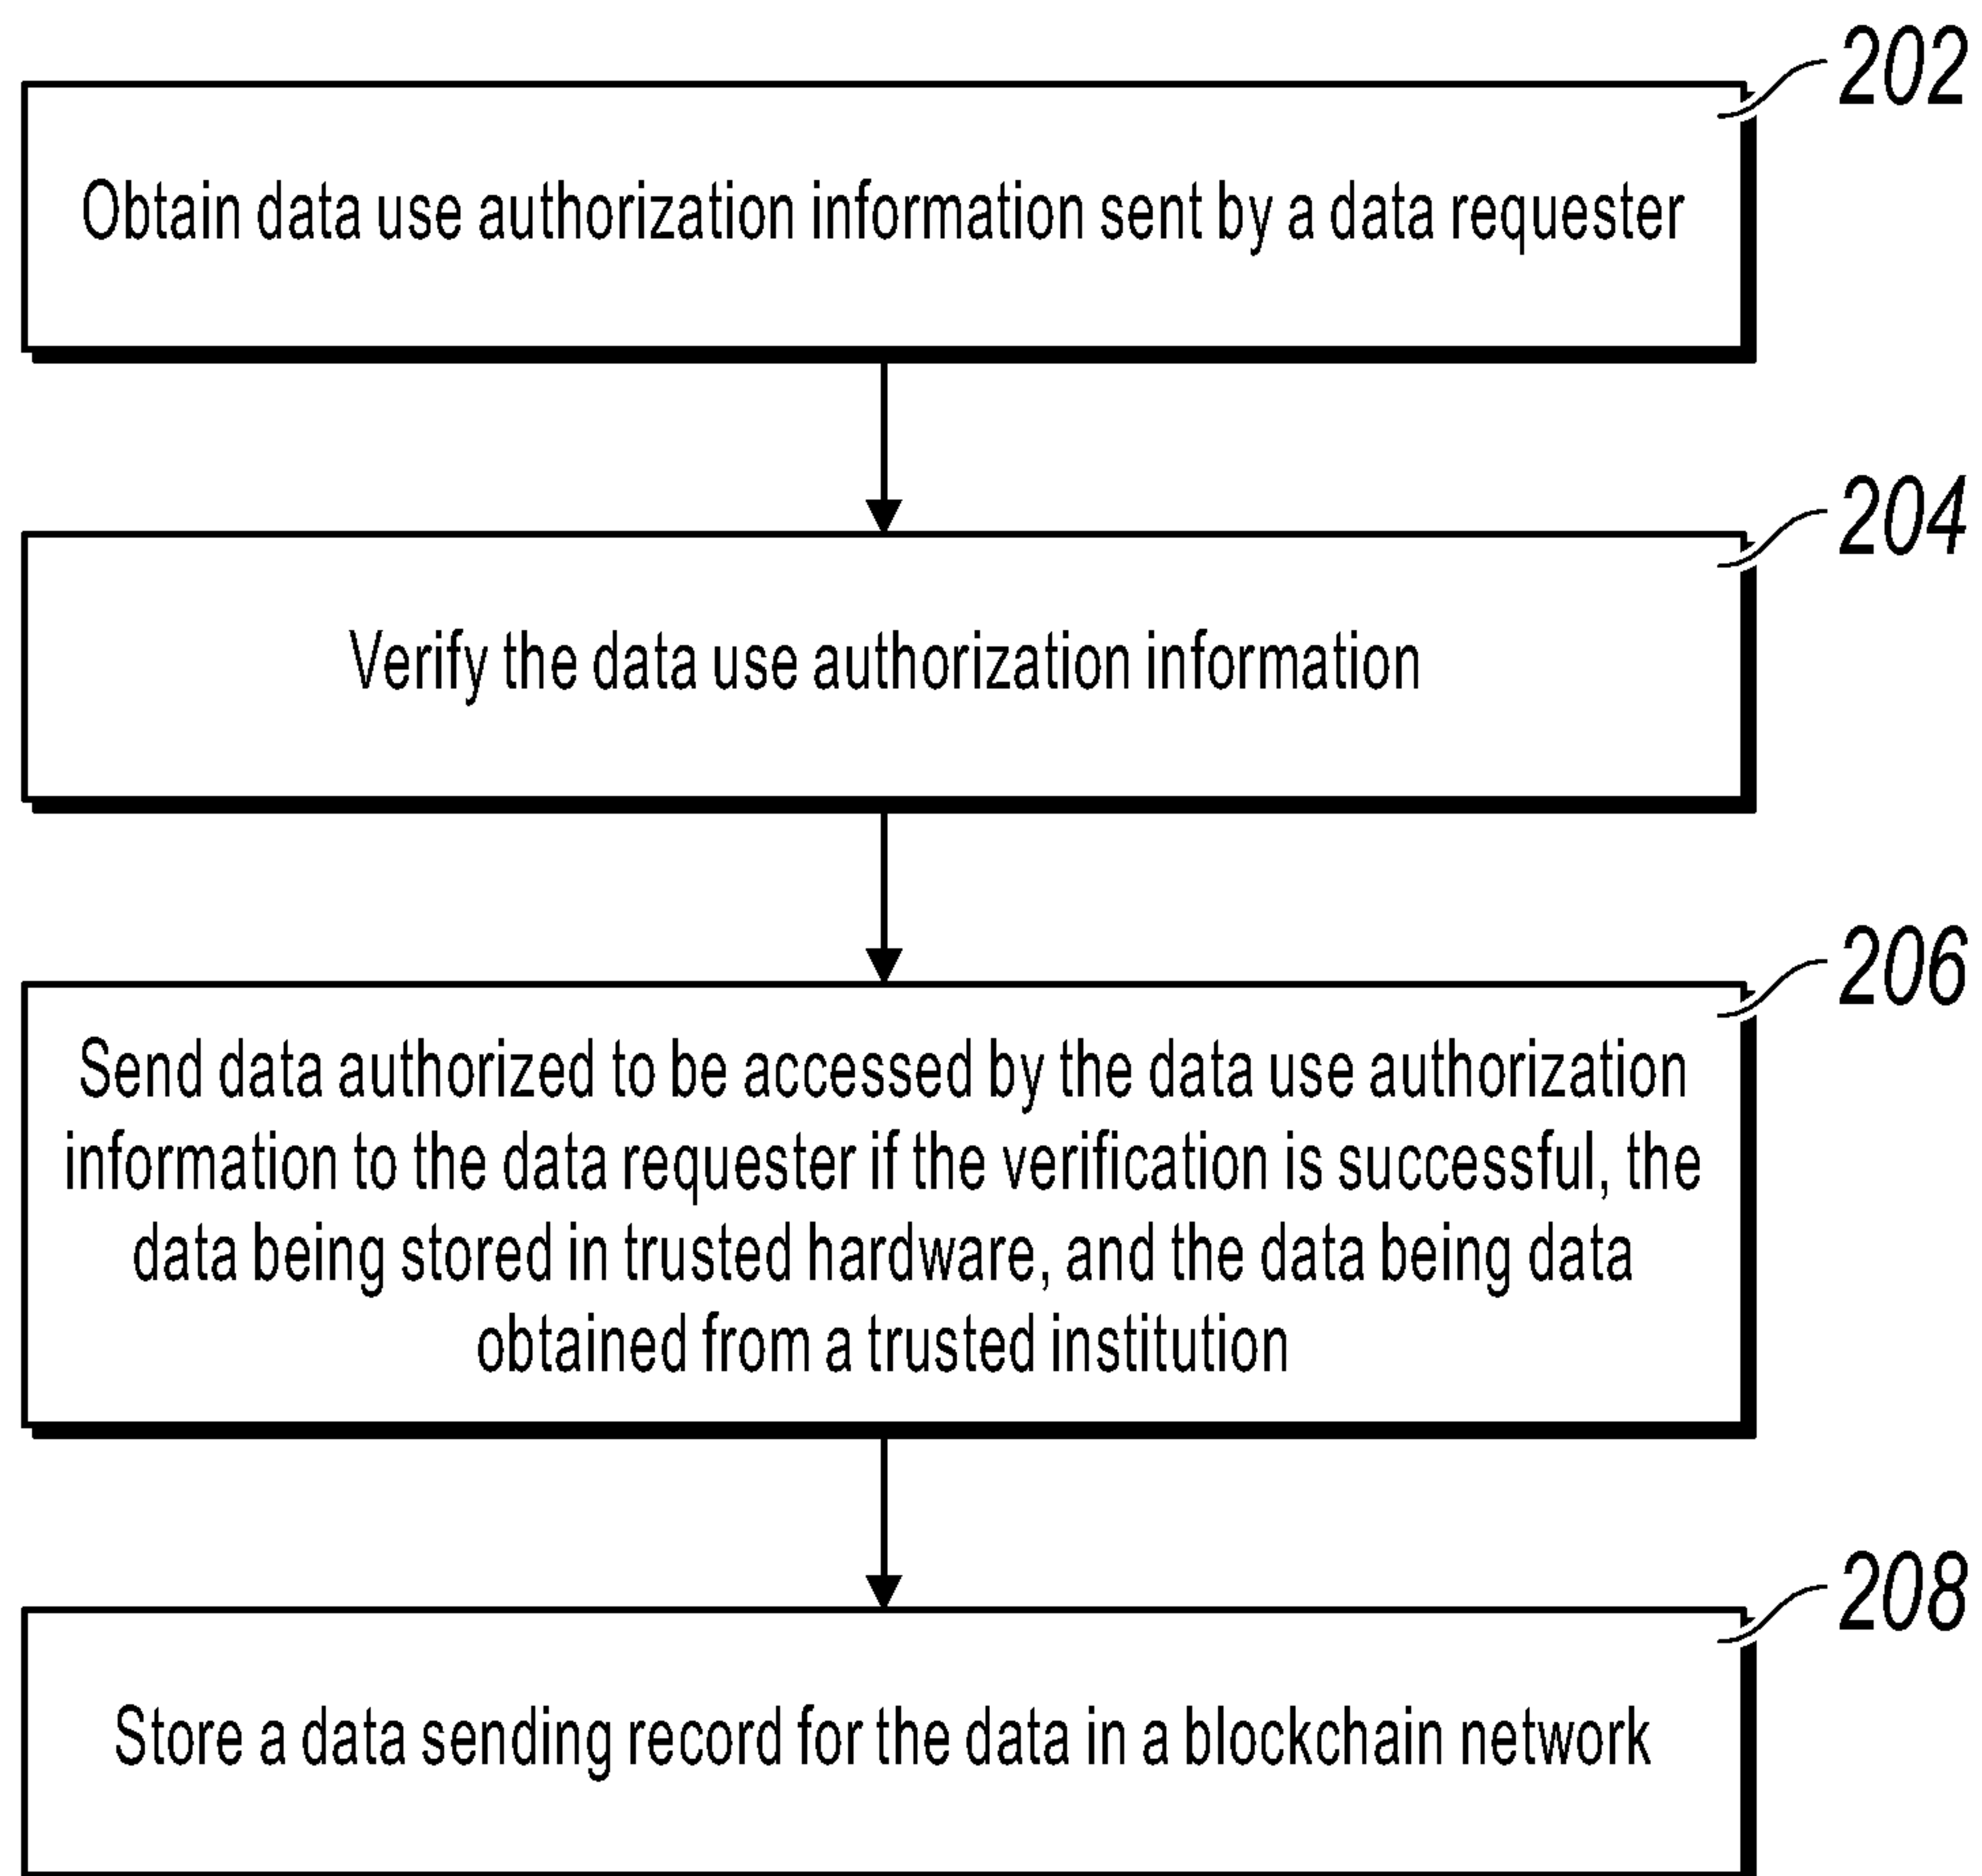 202
Obtain data use authorization information sent by a data requester
204
Verify the data use authorization information
206
Send data authorized to be accessed by the data use authorization
information to the data requester if the verification is successful, the
data being stored in trusted hardware, and the data being data
obtained from a trusted institution
208
Store a data sending record for the data in a blockchain network